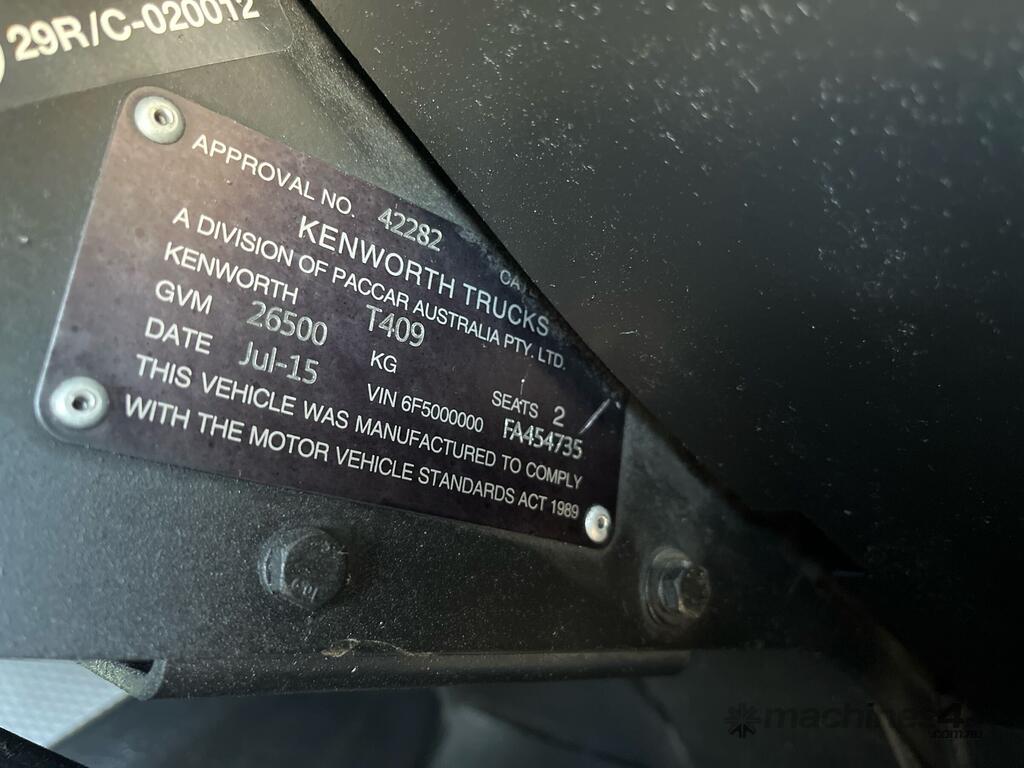 29R/C-020012
APPROVAL NO. 42282
KENWORTH TRUCKS
A DIVISION OF PACCAR AUSTRALIA PTY. LTD.
KENWORTH T409
GVM 26500 KG SEATS 2
DATE Jul-15 VIN 6F5000000 FA454735
THIS VEHICLE WAS MANUFACTURED TO COMPLY
WITH THE MOTOR VEHICLE STANDARDS ACT 1989
machines4u
.com.au